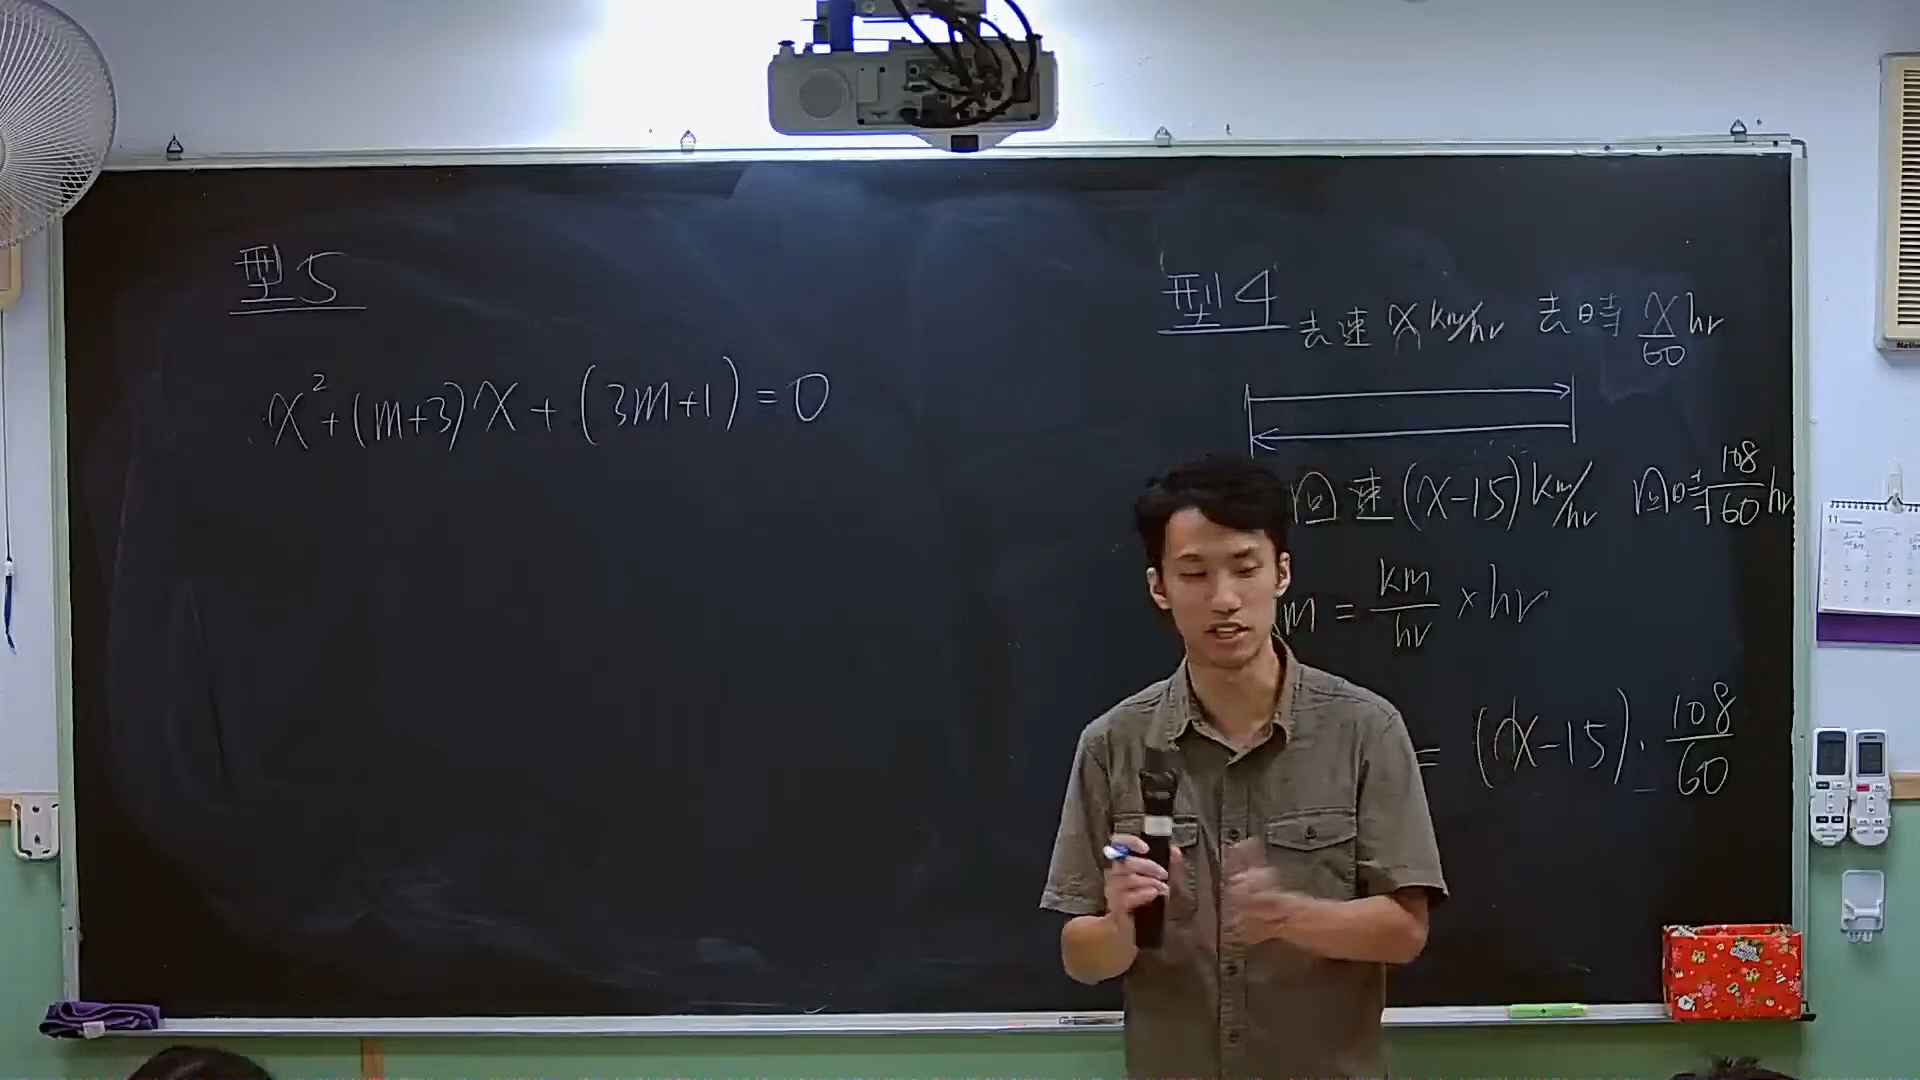 型5
x²+(m+3)x+(3m+1)=0
型4
去速 x km/hr 去時 x/60 hr
回速(x-15)km/hr 回時 108/60 hr
m = km/hr × hr
= (x-15)·108/60
11